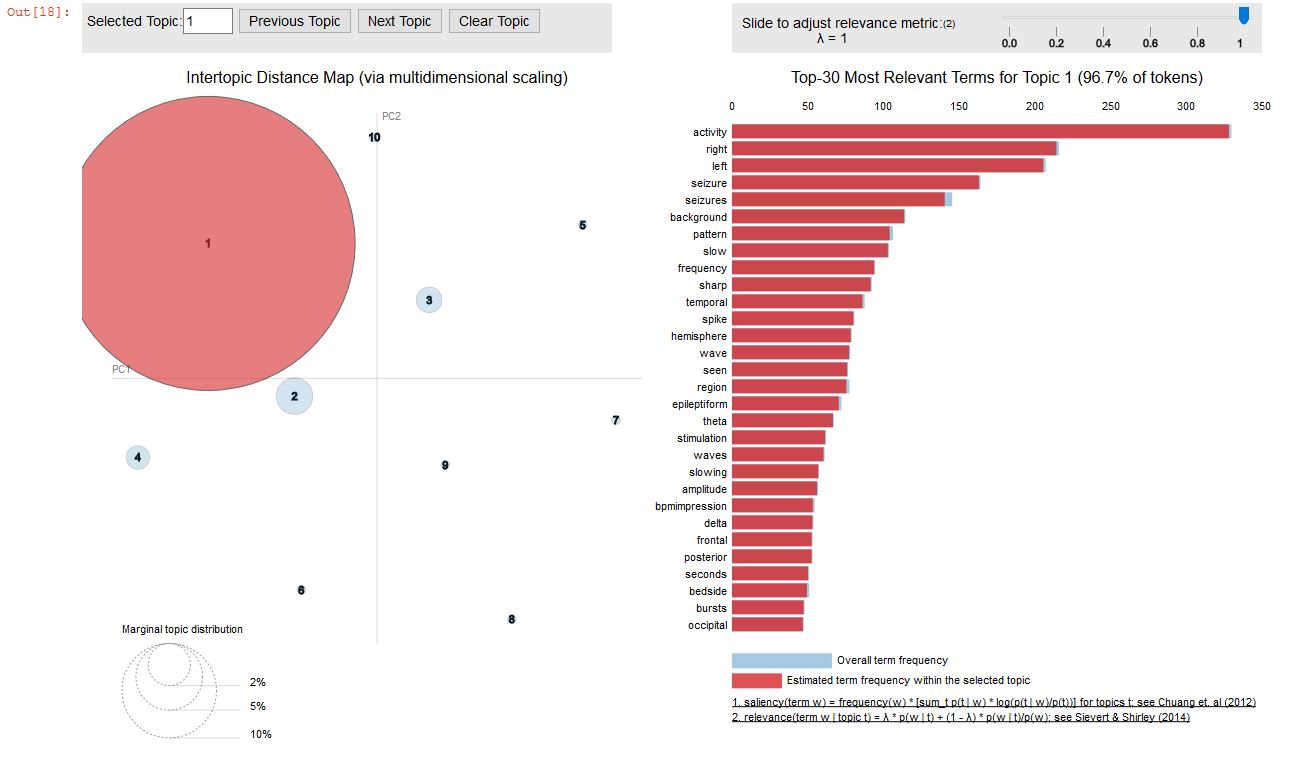 Out[18]:
Selected Topic: 1 Previous Topic Next Topic Clear Topic
Slide to adjust relevance metric:(2)
λ = 1
0.0 0.2 0.4 0.6 0.8 1
Intertopic Distance Map (via multidimensional scaling)
PC2
PC1
10
1
5
3
2
7
4
9
6
8
Marginal topic distribution
2%
5%
10%
Top-30 Most Relevant Terms for Topic 1 (96.7% of tokens)
0 50 100 150 200 250 300 350
activity
right
left
seizure
seizures
background
pattern
slow
frequency
sharp
temporal
spike
hemisphere
wave
seen
region
epileptiform
theta
stimulation
waves
slowing
amplitude
bpmimpression
delta
frontal
posterior
seconds
bedside
bursts
occipital
Overall term frequency
Estimated term frequency within the selected topic
1. saliency(term w) = frequency(w) * [sum_t p(t | w) * log(p(t | w)/p(t))] for topics t; see Chuang et. al (2012)
2. relevance(term w | topic t) = λ * p(w | t) + (1 - λ) * p(w | t)/p(w); see Sievert & Shirley (2014)